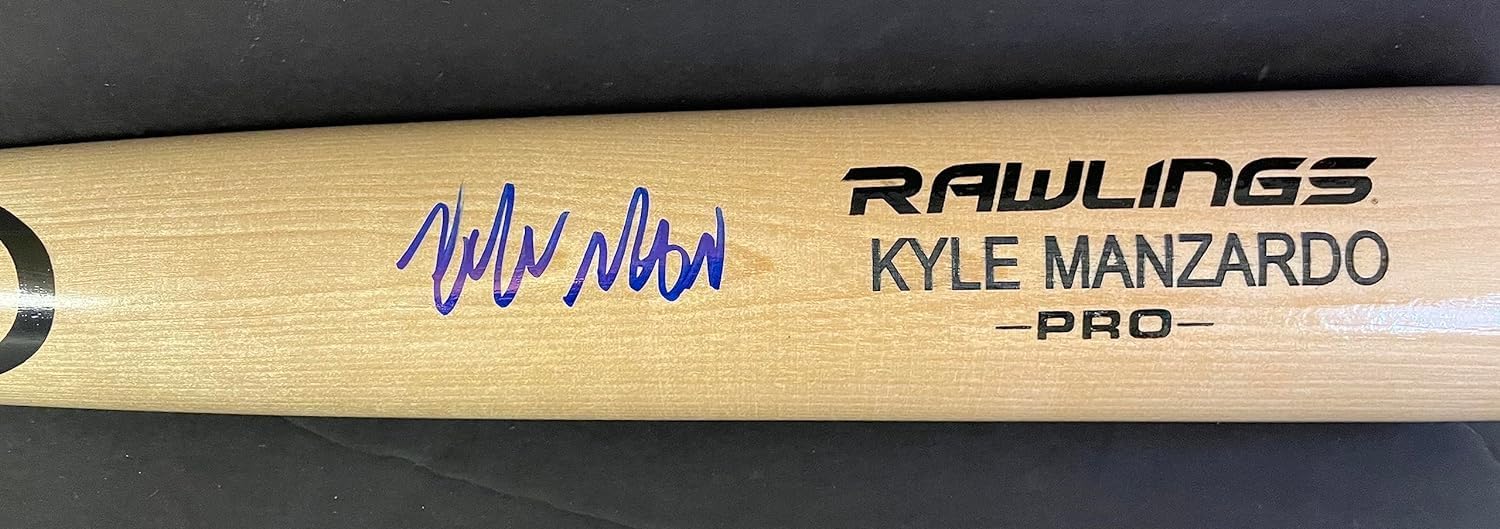 RAWLINGS
KYLE MANZARDO
-PRO-